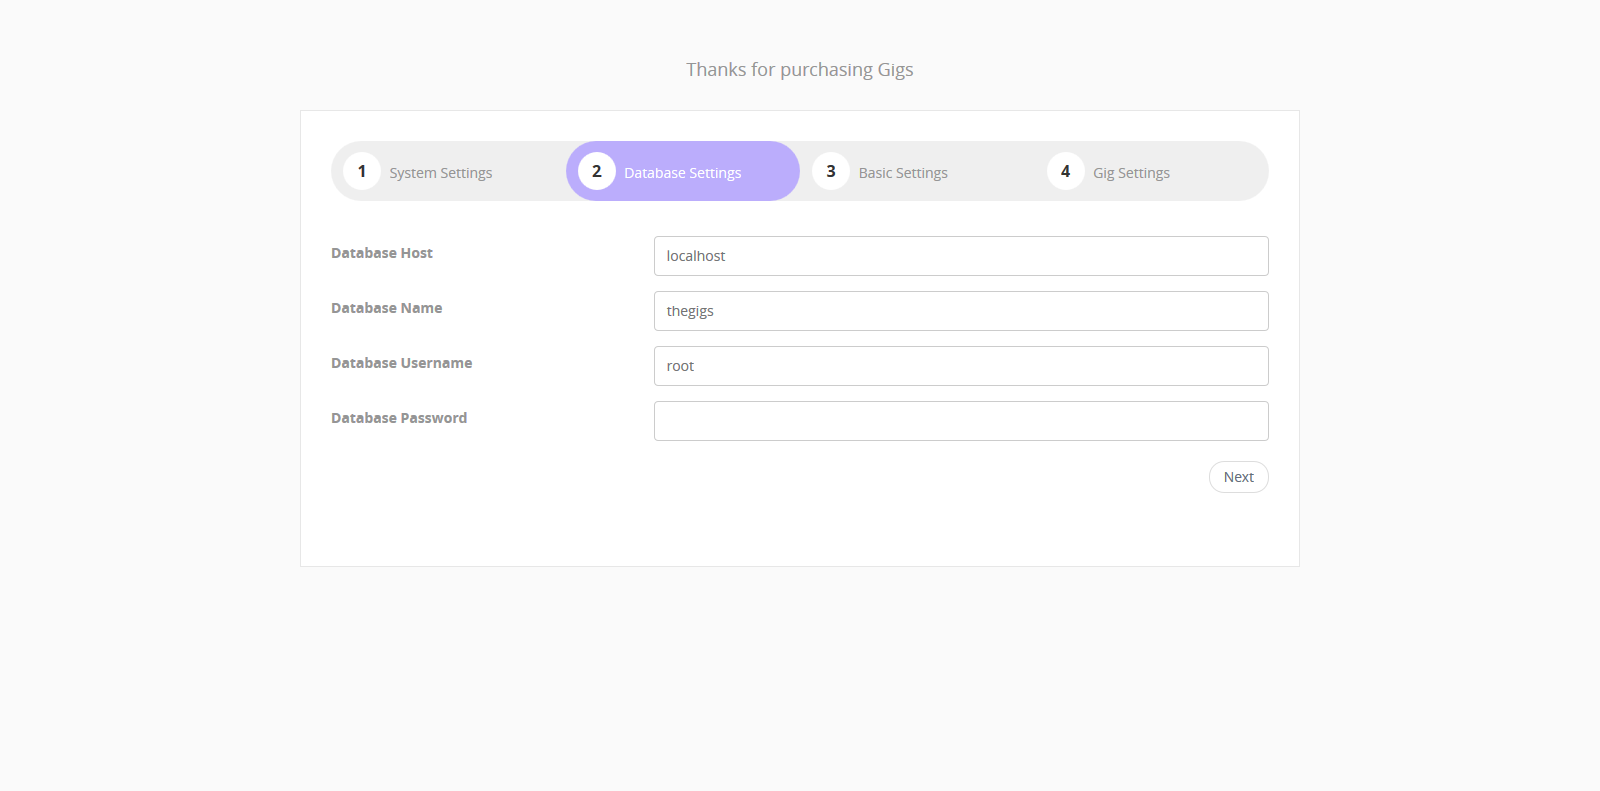 Thanks for purchasing Gigs
1 System Settings 2 Database Settings 3 Basic Settings 4 Gig Settings
Database Host localhost
Database Name thegigs
Database Username root
Database Password
Next